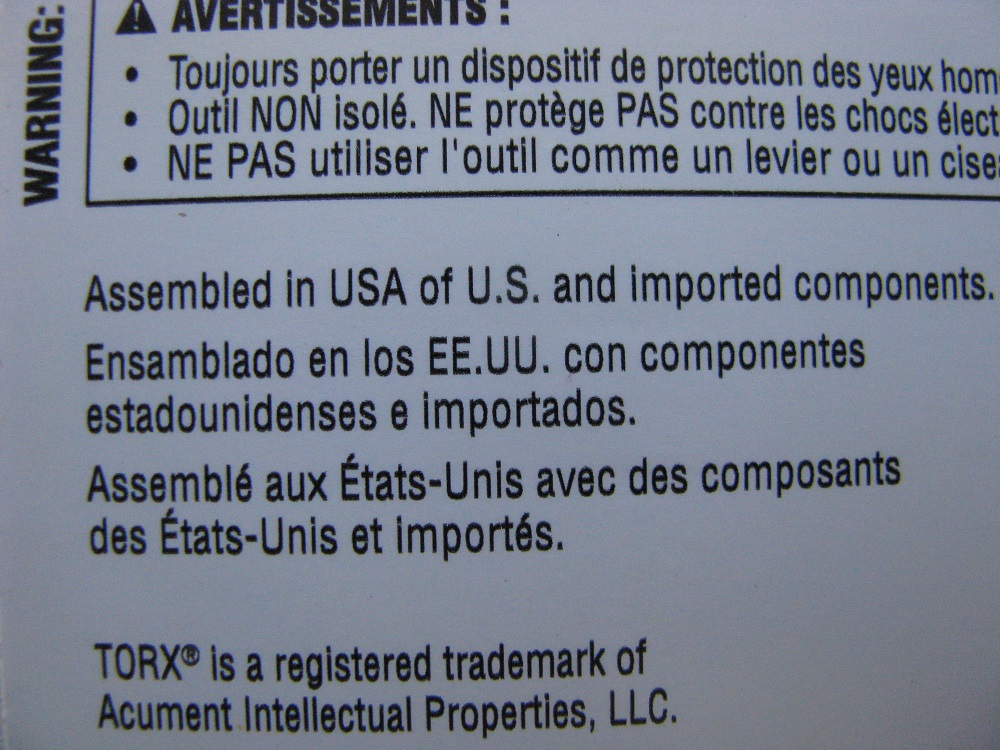 WARNING:
AVERTISSEMENTS :
• Toujours porter un dispositif de protection des yeux
• Outil NON isolé. NE protège PAS contre les chocs
• NE PAS utiliser l'outil comme un levier ou un
Assembled in USA of U.S. and imported components.
Ensamblado en los EE.UU. con componentes
estadounidenses e importados.
Assemblé aux États-Unis avec des composants
des États-Unis et importés.
TORX® is a registered trademark of
Acument Intellectual Properties, LLC.